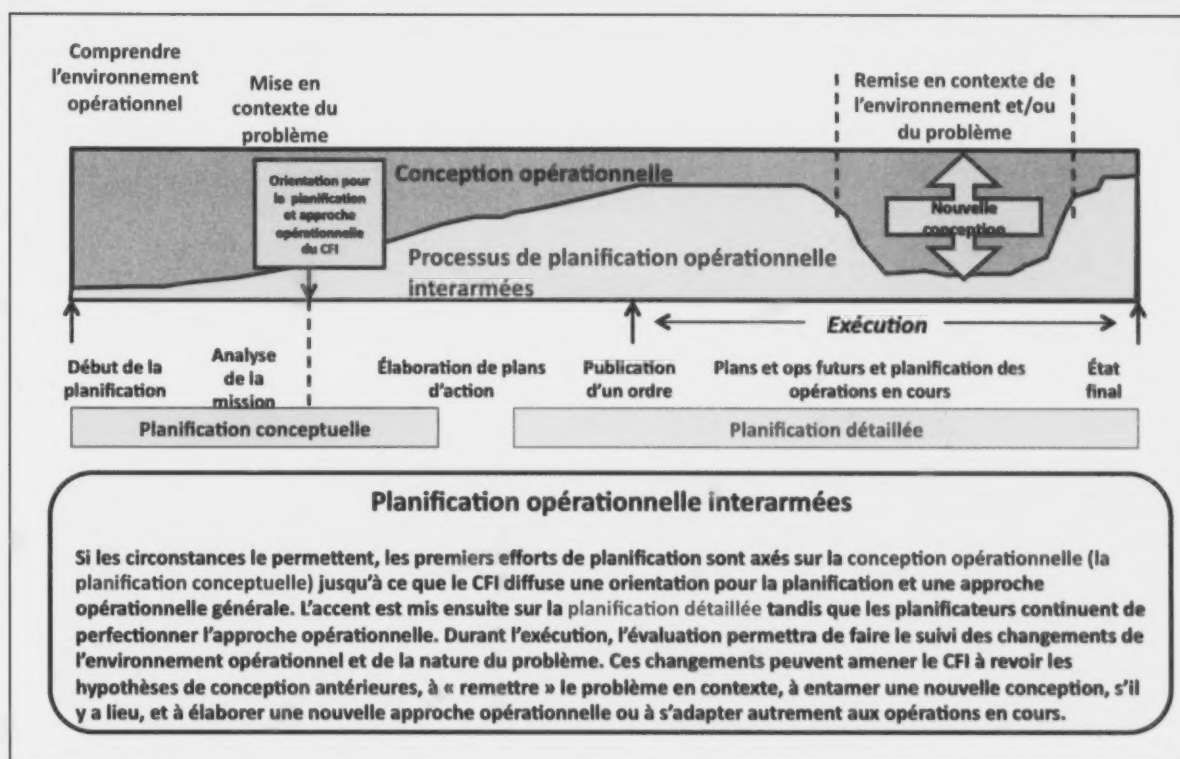 Comprendre
l'environnement
opérationnel
Mise en
contexte du
problème
Remise en contexte de
l'environnement et/ou
du problème
Orientation pour
la planification
et approche
opérationnelle
du CFI
Conception opérationnelle
Nouvelle
conception
Processus de planification opérationnelle
interarmées
Exécution
Début de la
planification
Analyse
de la
mission
Élaboration de plans
d'action
Publication
d'un ordre
Plans et ops futurs et planification des
opérations en cours
État
final
Planification conceptuelle
Planification détaillée
Planification opérationnelle interarmées
Si les circonstances le permettent, les premiers efforts de planification sont axés sur la conception opérationnelle (la
planification conceptuelle) jusqu'à ce que le CFI diffuse une orientation pour la planification et une approche
opérationnelle générale. L'accent est mis ensuite sur la planification détaillée tandis que les planificateurs continuent de
perfectionner l'approche opérationnelle. Durant l'exécution, l'évaluation permettra de faire le suivi des changements de
l'environnement opérationnel et de la nature du problème. Ces changements peuvent amener le CFI à revoir les
hypothèses de conception antérieures, à « remettre » le problème en contexte, à entamer une nouvelle conception, s'il
y a lieu, et à élaborer une nouvelle approche opérationnelle ou à s'adapter autrement aux opérations en cours.